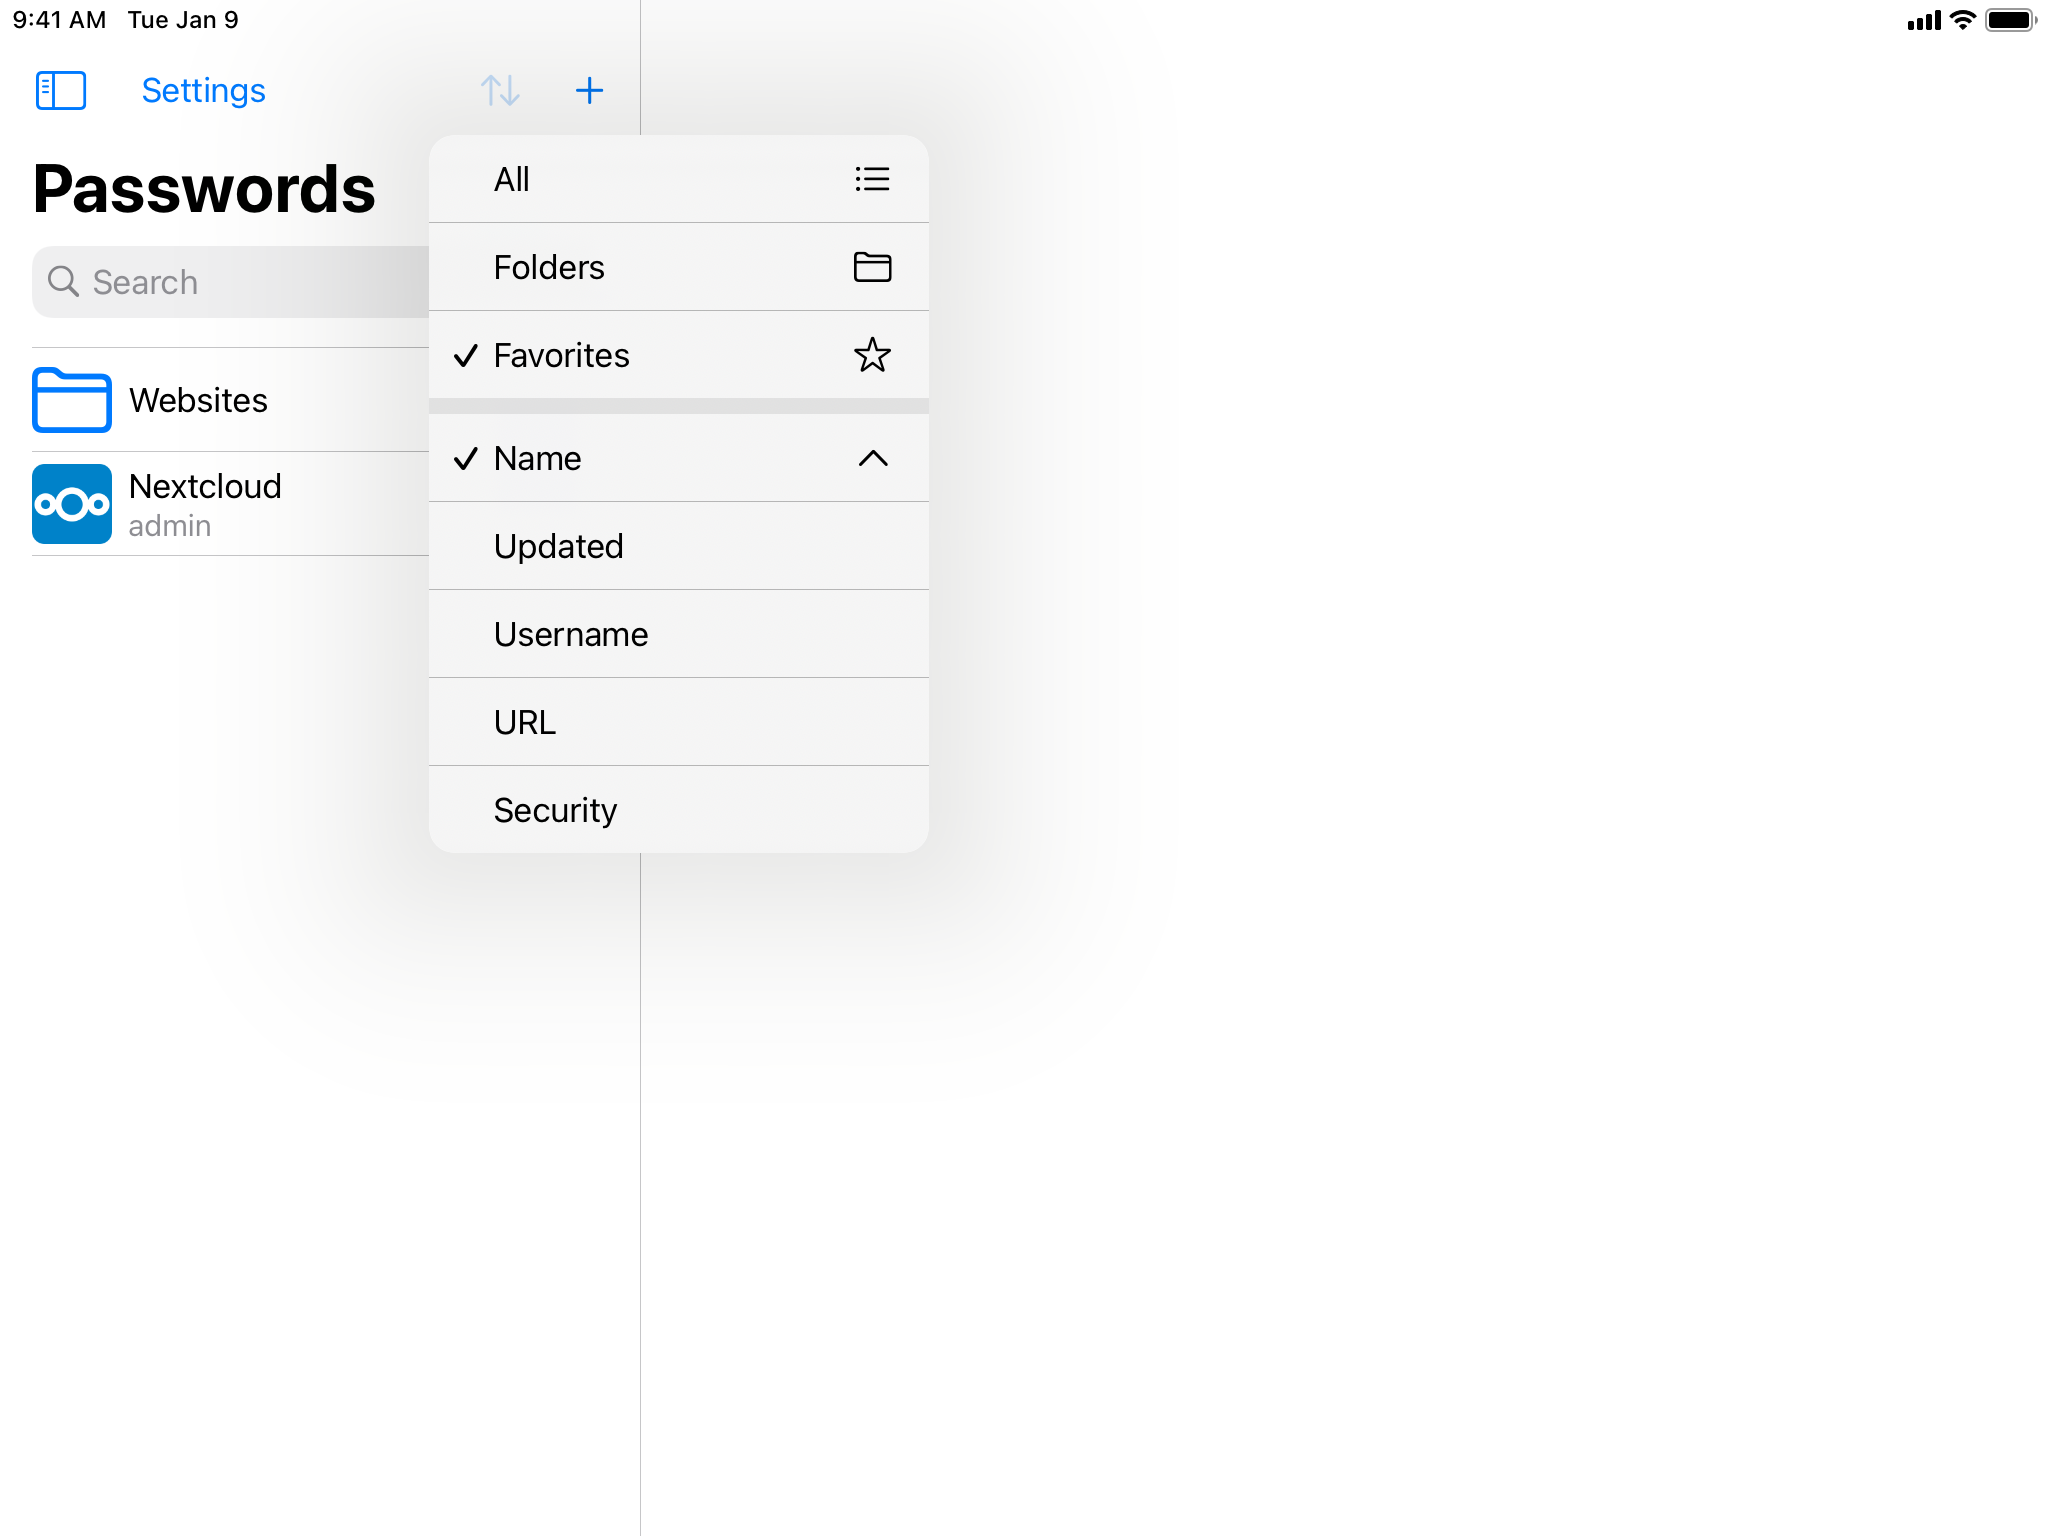 9:41 AM Tue Jan 9
Settings
Passwords
Search
Websites
Nextcloud
admin
All
Folders
Favorites
Name
Updated
Username
URL
Security